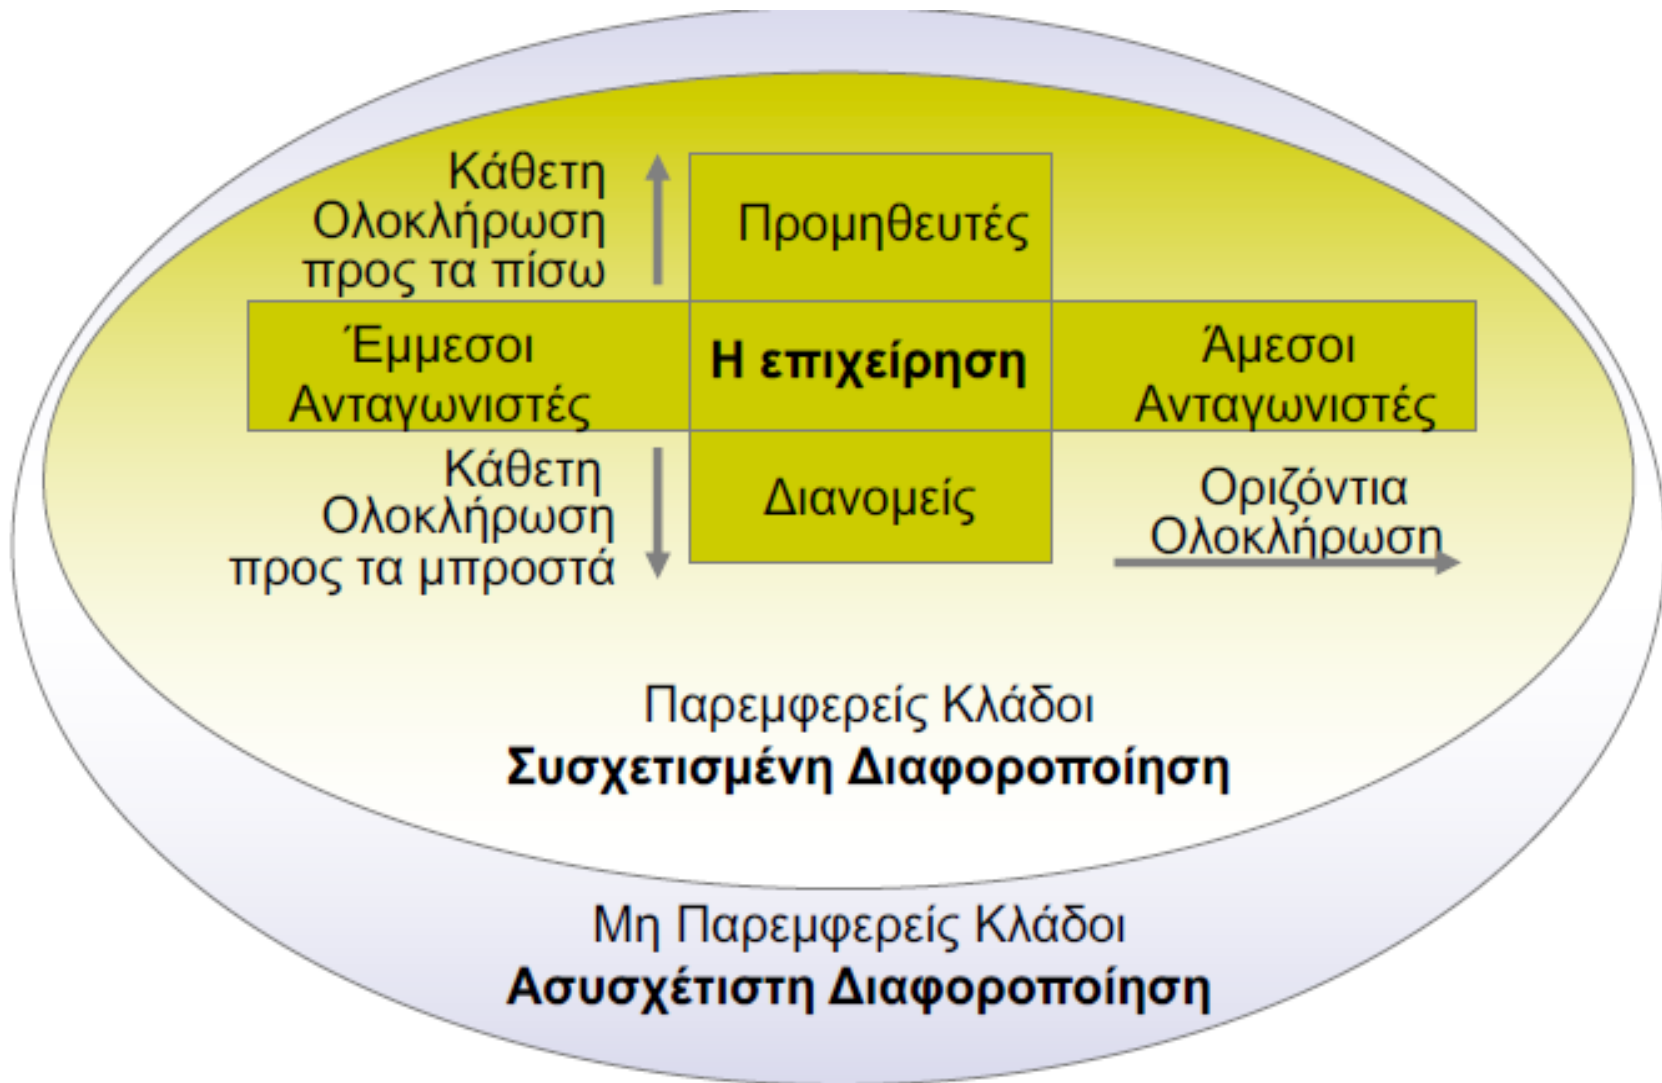 Κάθετη
Ολοκλήρωση
προς τα πίσω
Προμηθευτές
Έμμεσοι
Ανταγωνιστές
Η επιχείρηση
Άμεσοι
Ανταγωνιστές
Κάθετη
Ολοκλήρωση
προς τα μπροστά
Διανομείς
Οριζόντια
Ολοκλήρωση
Παρεμφερείς Κλάδοι
Συσχετισμένη Διαφοροποίηση
Μη Παρεμφερείς Κλάδοι
Ασυσχέτιστη Διαφοροποίηση